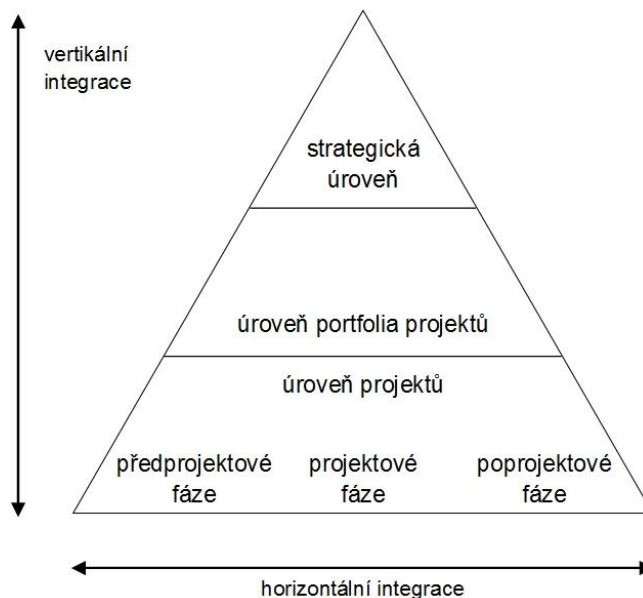 vertikální
integrace
strategická
úroveň
úroveň portfolia projektů
úroveň projektů
předprojektové
fáze
projektové
fáze
poprojektové
fáze
horizontální integrace